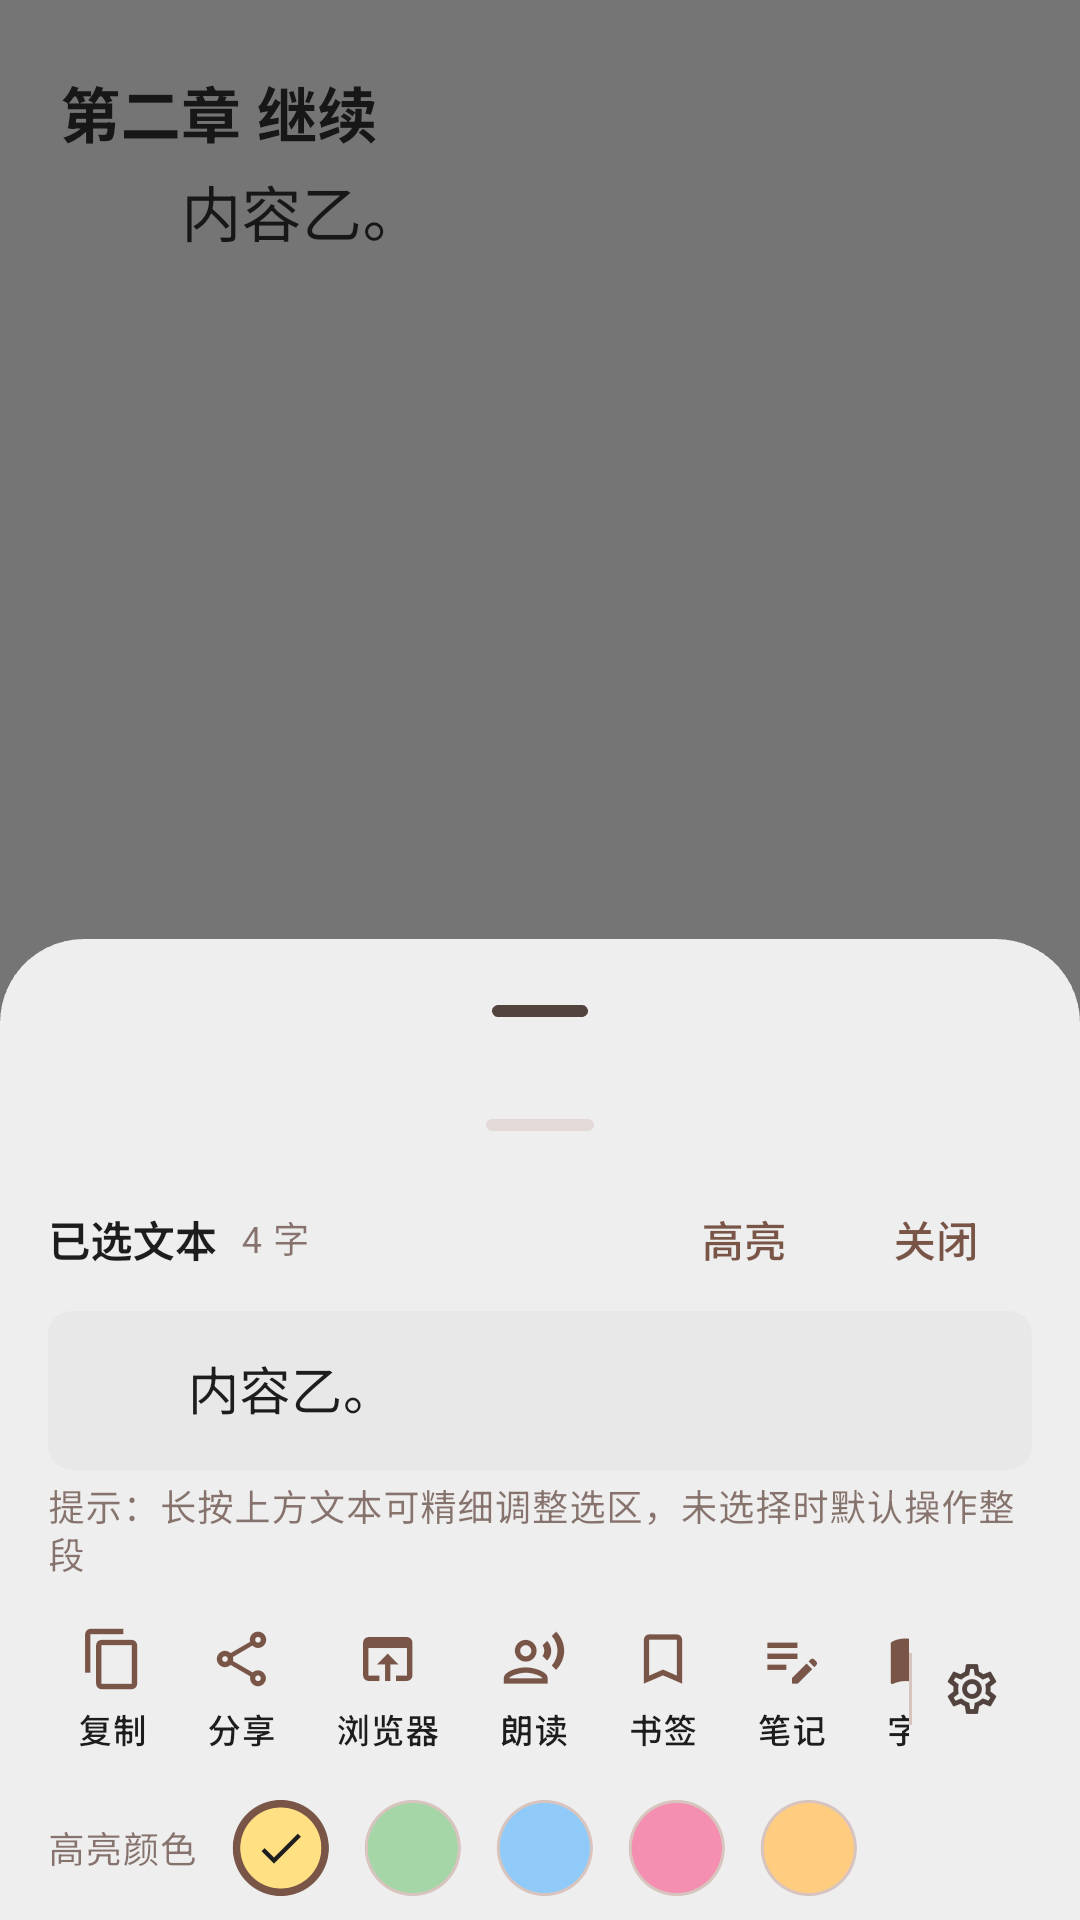 第二章 继续
内容乙。
已选文本 4 字 高亮 关闭
内容乙。
提示：长按上方文本可精细调整选区，未选择时默认操作整
段
复制 分享 浏览器 朗读 书签 笔记 字
高亮颜色